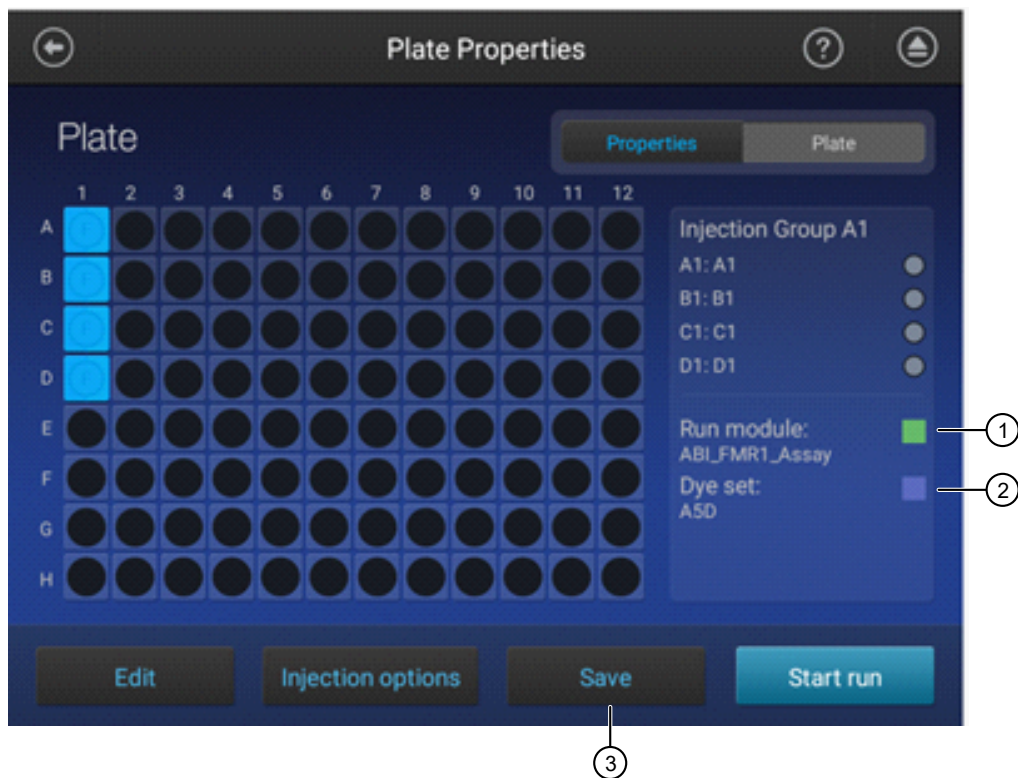 Plate Properties
?
Plate
Properties Plate
1 2 3 4 5 6 7 8 9 10 11 12
A
B
C
D
E
F
G
H
Injection Group A1
A1: A1
B1: B1
C1: C1
D1: D1
Run module:
ABI_FMR1_Assay
Dye set:
A5D
1
2
Edit Injection options Save Start run
3